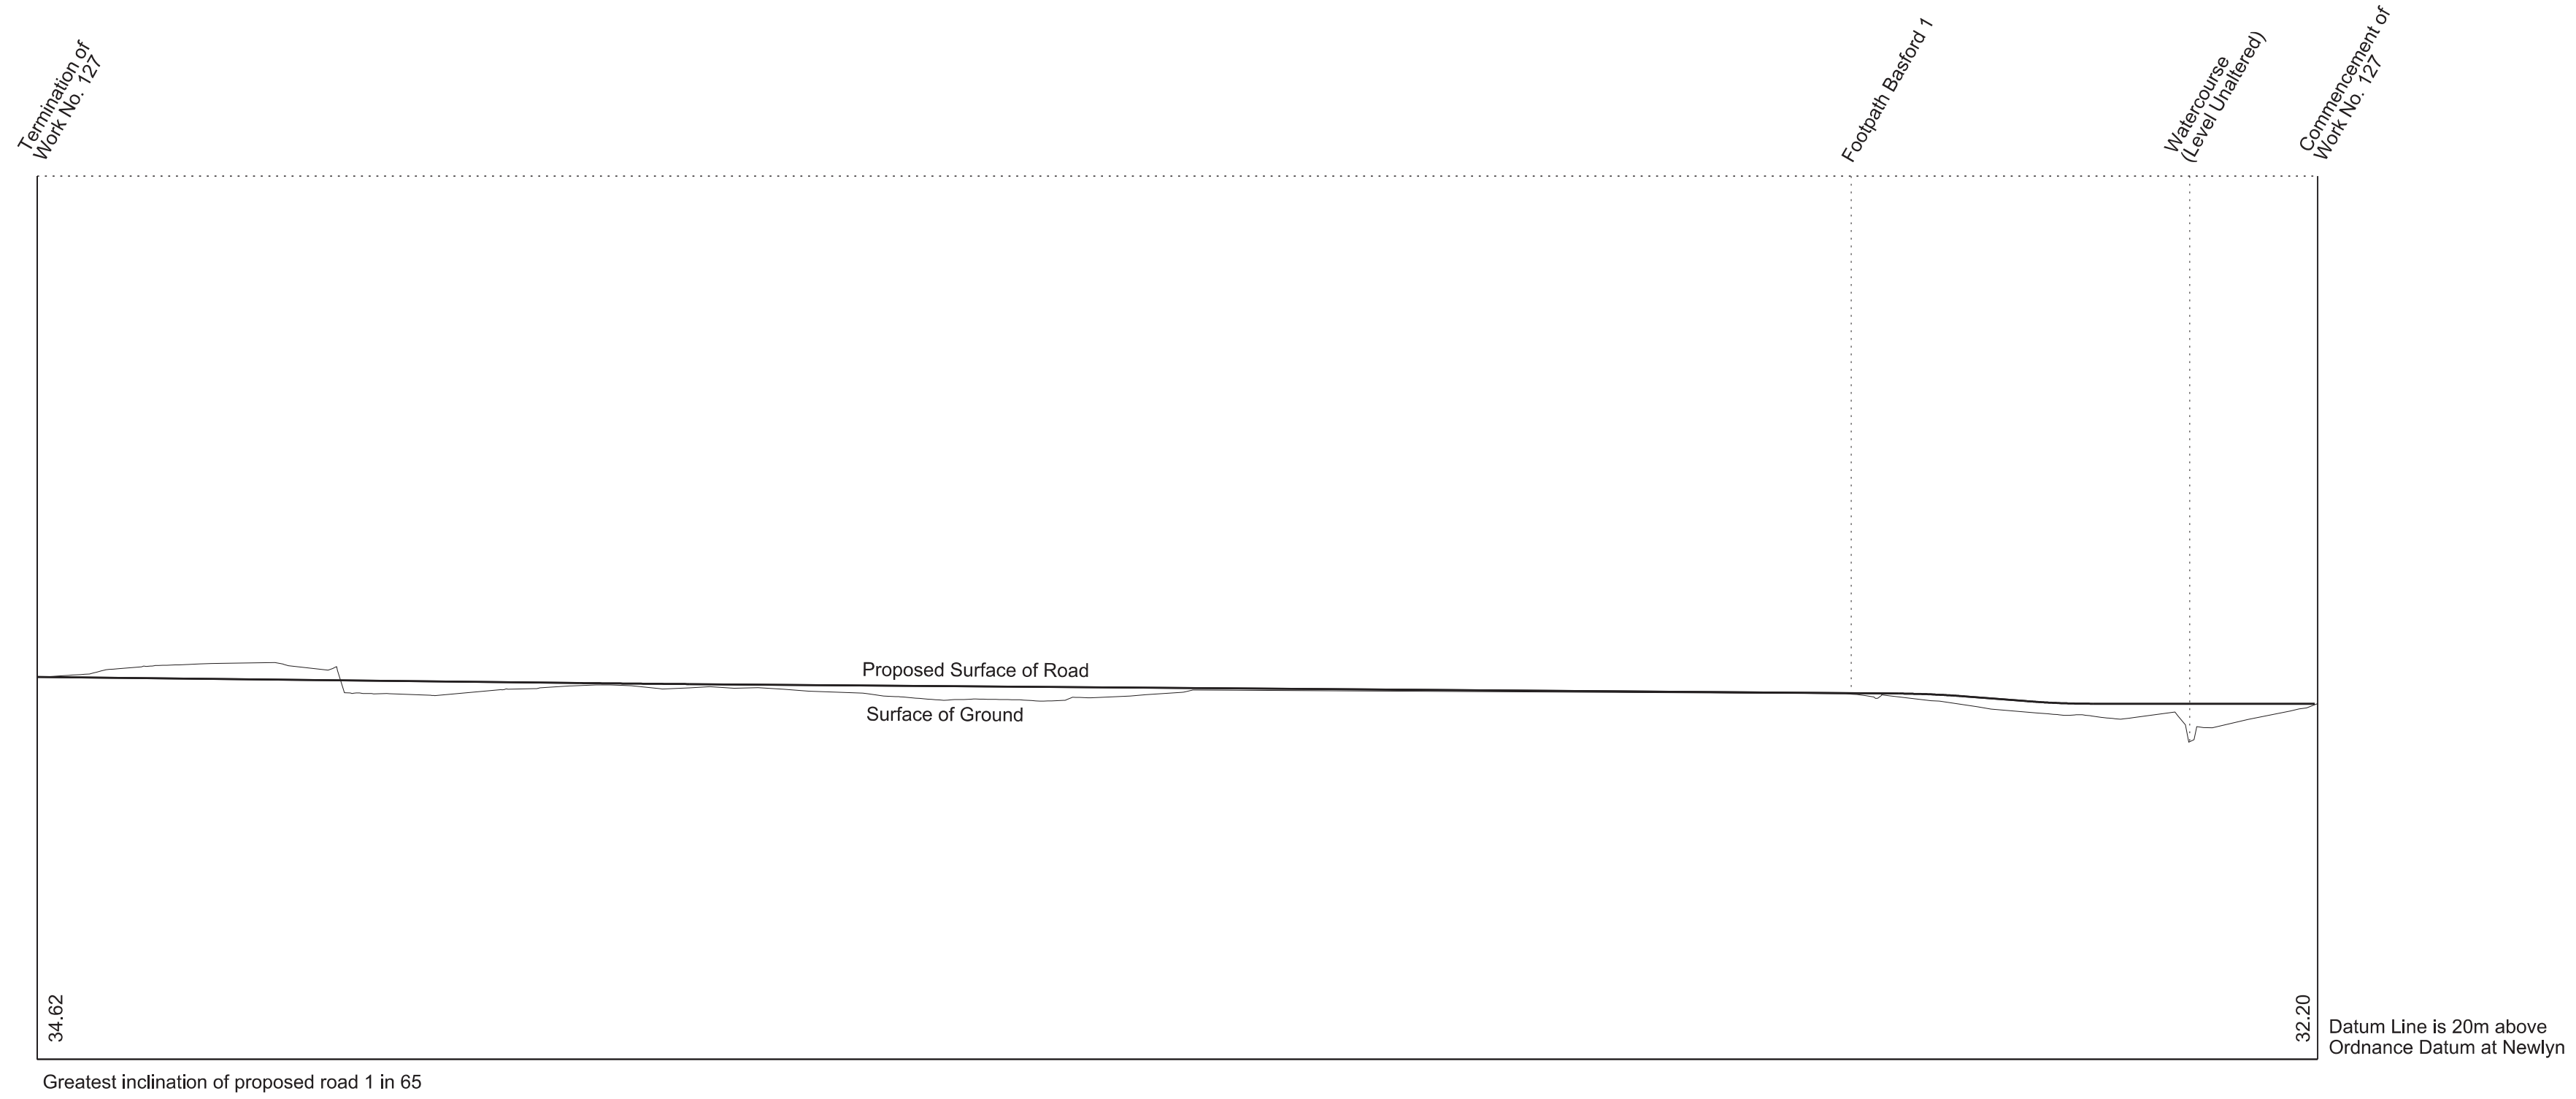 Termination of
Work No. 127
Footpath Basford 1
Watercourse
(Level Unaltered)
Commencement of
Work No. 127
Proposed Surface of Road
Surface of Ground
34.62
32.20
Datum Line is 20m above
Ordnance Datum at Newlyn
Greatest inclination of proposed road 1 in 65